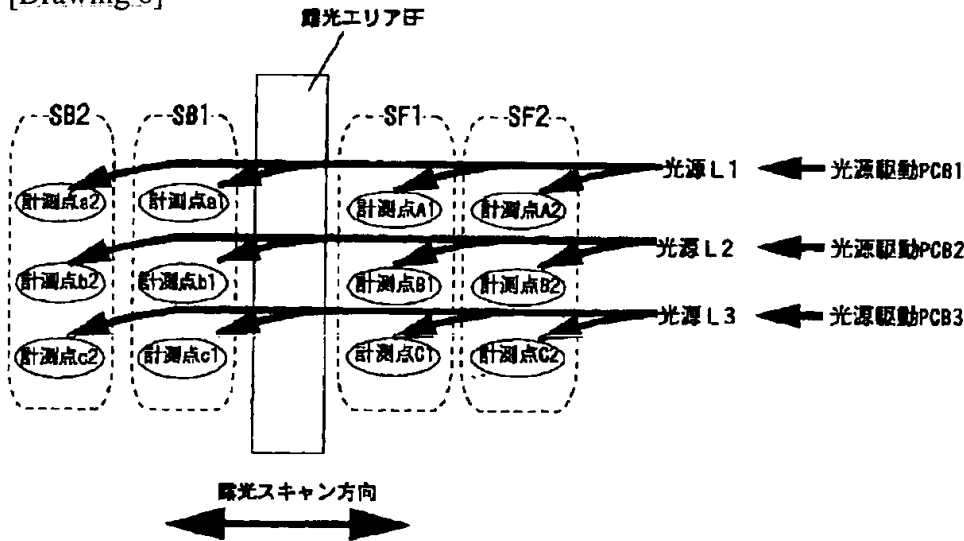 露光エリアEF
SB2 SB1 SF1 SF2
光源L1 光源駆動PCB1
計測点a2 計測点a1 計測点A1 計測点A2
光源L2 光源駆動PCB2
計測点b2 計測点b1 計測点B1 計測点B2
光源L3 光源駆動PCB3
計測点c2 計測点c1 計測点C1 計測点C2
露光スキャン方向